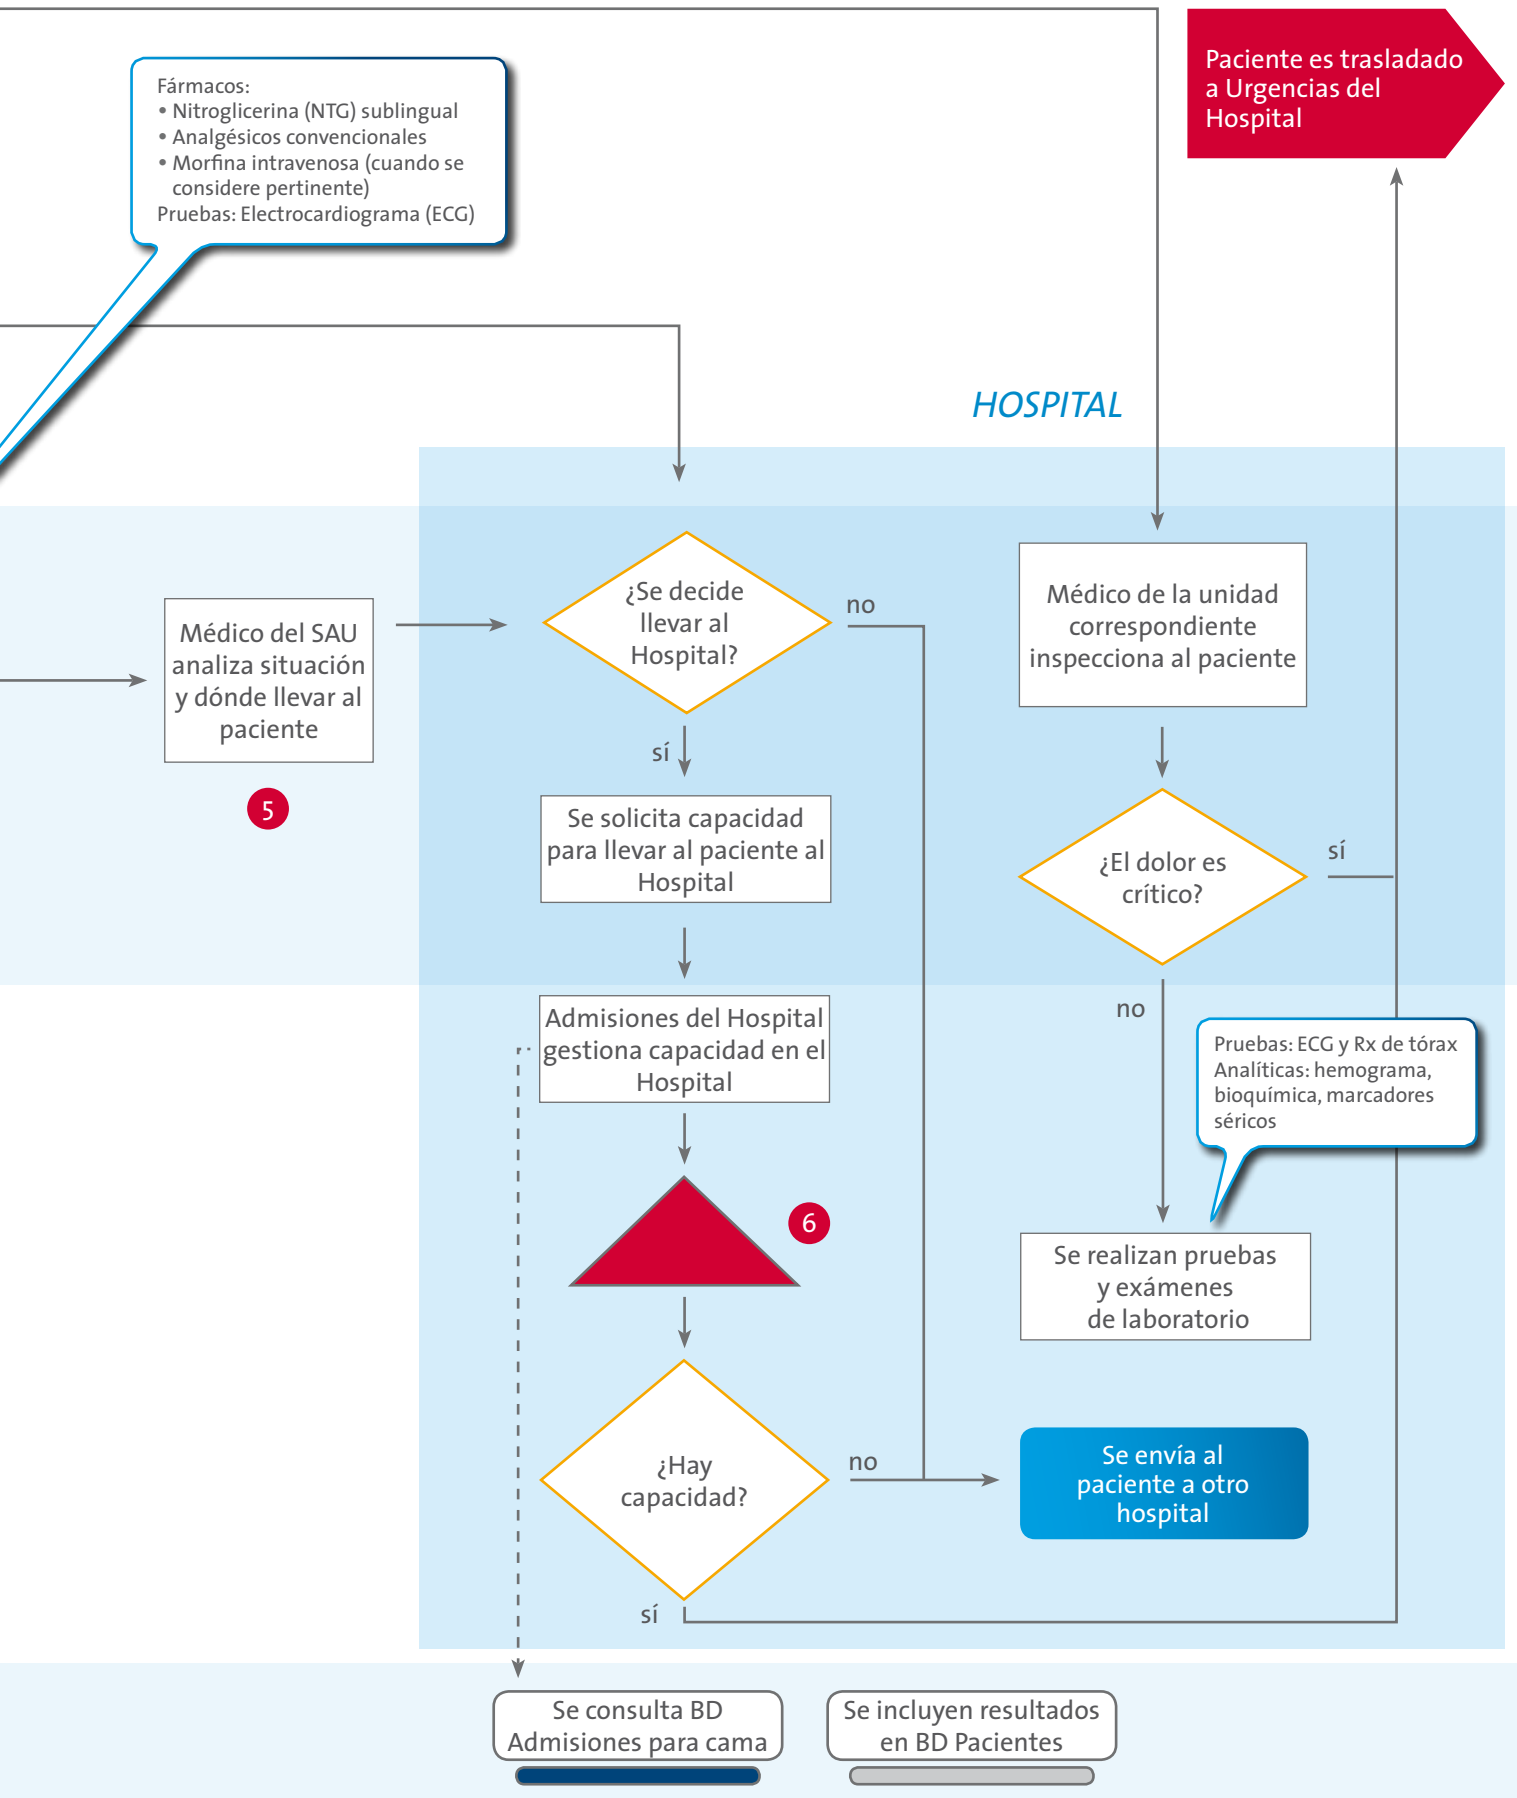 Paciente es trasladado
a Urgencias del
Hospital
Fármacos:
• Nitroglicerina (NTG) sublingual
• Analgésicos convencionales
• Morfina intravenosa (cuando se
considere pertinente)
Pruebas: Electrocardiograma (ECG)
HOSPITAL
Médico del SAU
analiza situación
y dónde llevar al
paciente
5
¿Se decide
llevar al
Hospital?
no
sí
Se solicita capacidad
para llevar al paciente al
Hospital
Admisiones del Hospital
gestiona capacidad en el
Hospital
6
¿Hay
capacidad?
no
sí
Médico de la unidad
correspondiente
inspecciona al paciente
¿El dolor es
crítico?
sí
no
Pruebas: ECG y Rx de tórax
Analíticas: hemograma,
bioquímica, marcadores
séricos
Se realizan pruebas
y exámenes
de laboratorio
Se envía al
paciente a otro
hospital
Se consulta BD
Admisiones para cama
Se incluyen resultados
en BD Pacientes